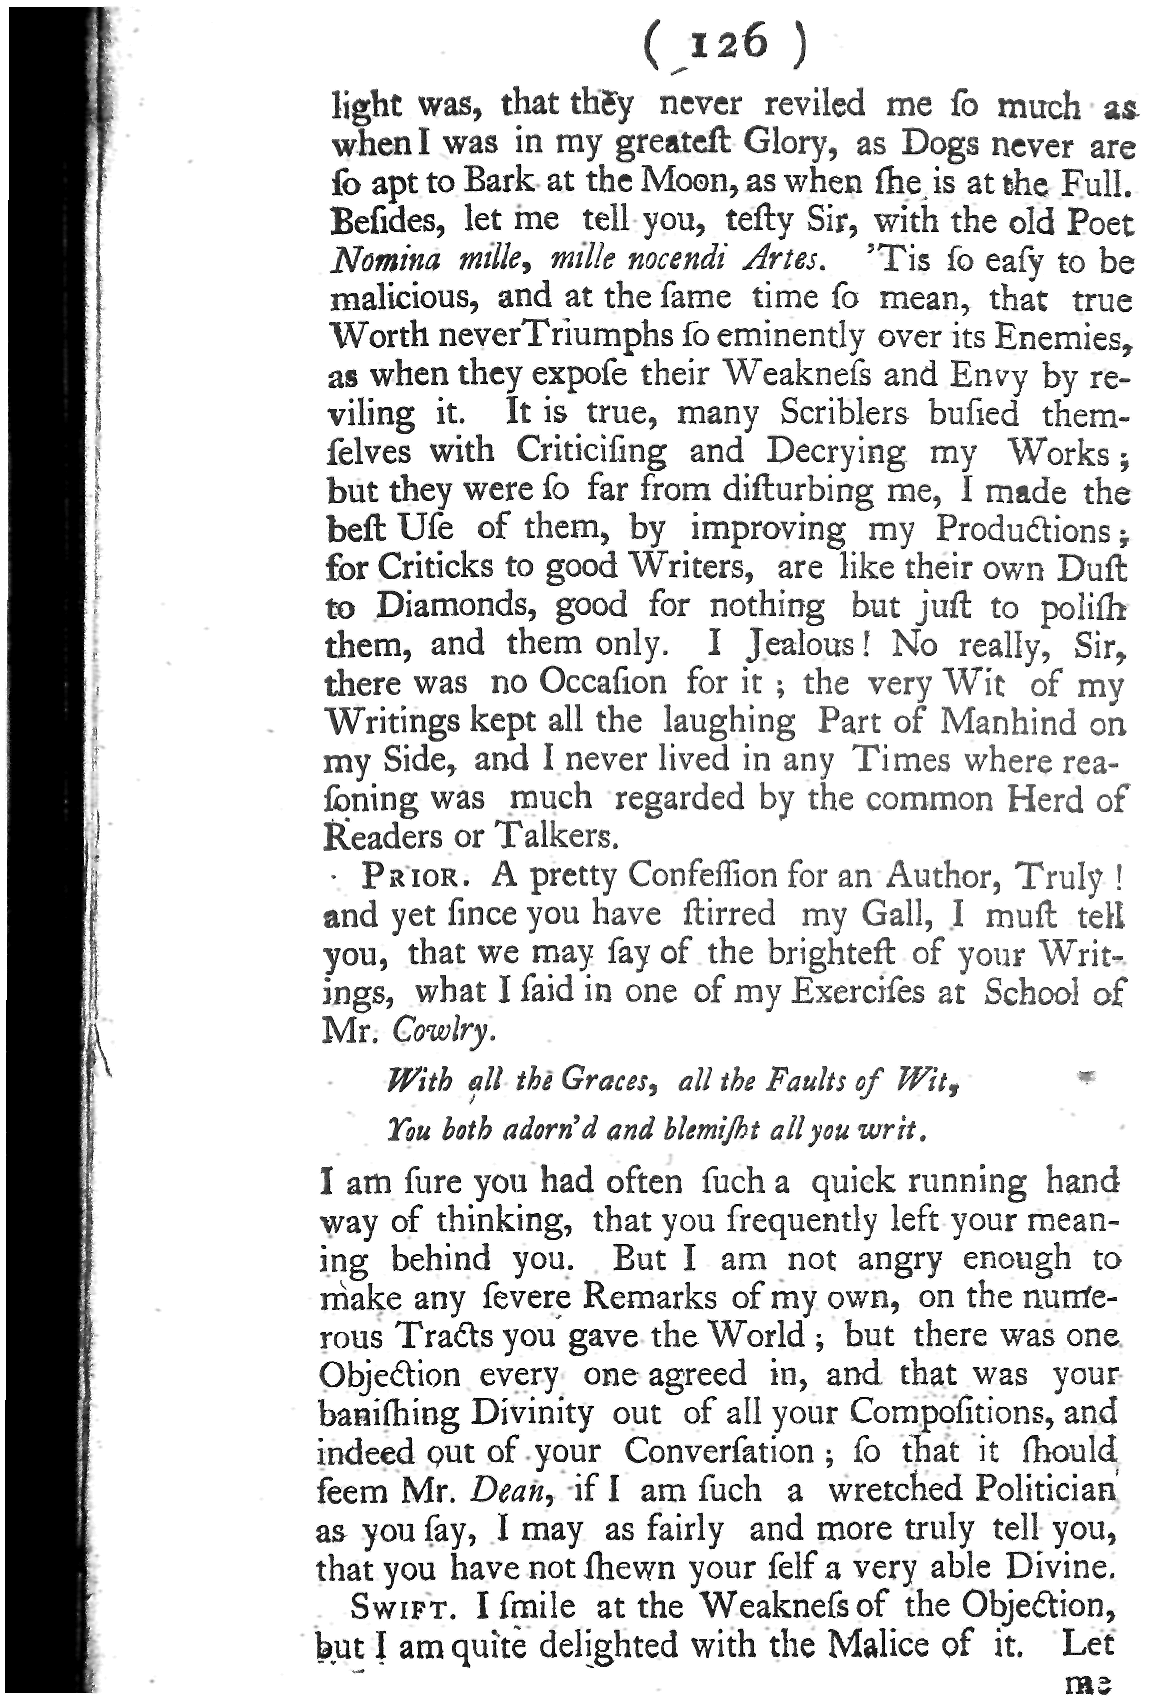 ( 126 )
light was, that they never reviled me ſo much as
when I was in my greateſt Glory, as Dogs never are
ſo apt to Bark at the Moon, as when ſhe is at the Full.
Beſides, let me tell you, teſty Sir, with the old Poet
Nomina mille, mille nocendi Artes. 'Tis ſo eaſy to be
malicious, and at the ſame time ſo mean, that true
Worth never Triumphs ſo eminently over its Enemies,
as when they expoſe their Weakneſs and Envy by re-
viling it. It is true, many Scriblers buſied them-
ſelves with Criticiſing and Decrying my Works;
but they were ſo far from diſturbing me, I made the
beſt Uſe of them, by improving my Productions;
for Criticks to good Writers, are like their own Duſt
to Diamonds, good for nothing but juſt to poliſh
them, and them only. I Jealous! No really, Sir,
there was no Occaſion for it; the very Wit of my
Writings kept all the laughing Part of Manhind on
my Side, and I never lived in any Times where rea-
ſoning was much regarded by the common Herd of
Readers or Talkers.
PRIOR. A pretty Confeſſion for an Author, Truly!
and yet ſince you have ſtirred my Gall, I muſt tell
you, that we may ſay of the brighteſt of your Writ-
ings, what I ſaid in one of my Exerciſes at School of
Mr. Cowlry.
With all the Graces, all the Faults of Wit,
You both adorn'd and blemiſht all you writ.
I am ſure you had often ſuch a quick running hand
way of thinking, that you frequently left your mean-
ing behind you. But I am not angry enough to
make any ſevere Remarks of my own, on the nume-
rous Tracts you gave the World; but there was one
Objection every one agreed in, and that was your
baniſhing Divinity out of all your Compoſitions, and
indeed out of your Converſation; ſo that it ſhould
ſeem Mr. Dean, if I am ſuch a wretched Politician
as you ſay, I may as fairly and more truly tell you,
that you have not ſhewn your ſelf a very able Divine.
SWIFT. I ſmile at the Weakneſs of the Objection,
but I am quite delighted with the Malice of it. Let
me